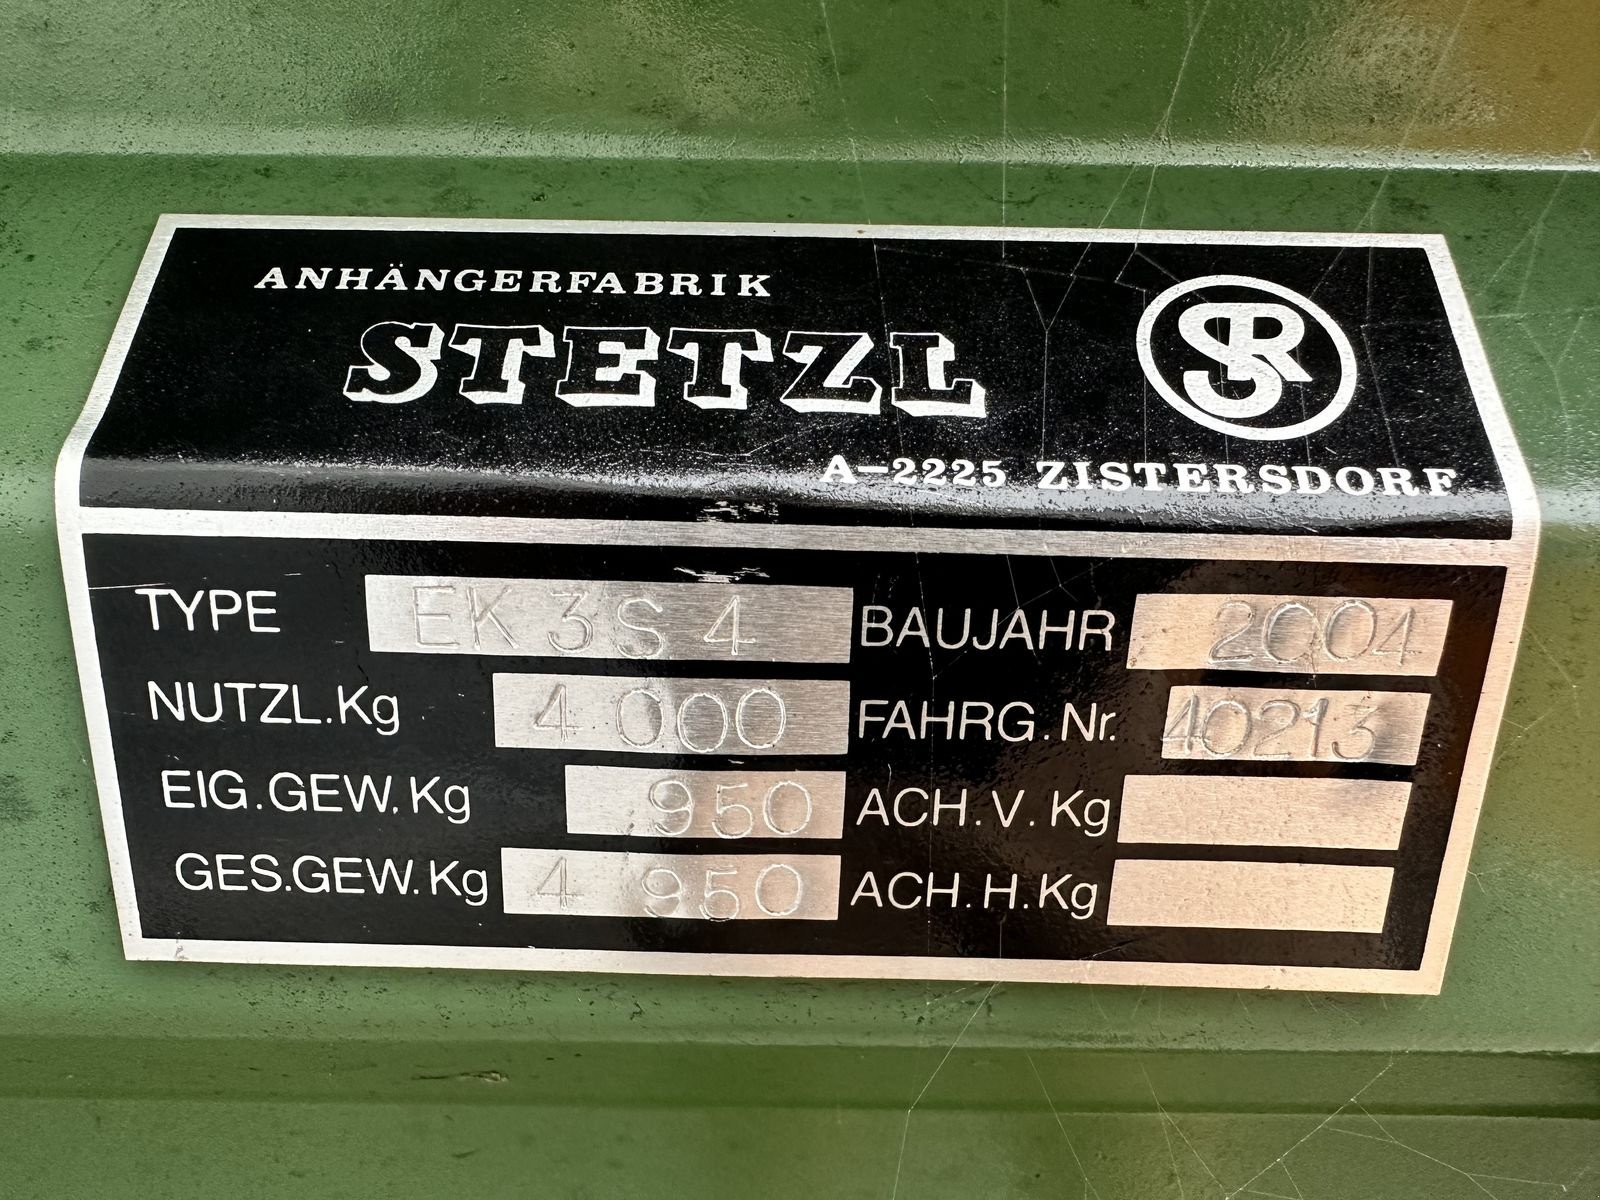 ANHÄNGERFABRIK
STETZL
SR
A-2225 ZISTERSDORF
TYPE EK 3 S 4 BAUJAHR 2004
NUTZL.Kg 4 000 FAHRG.Nr. 40213
EIG.GEW.Kg 950 ACH.V.Kg
GES.GEW.Kg 4 950 ACH.H.Kg